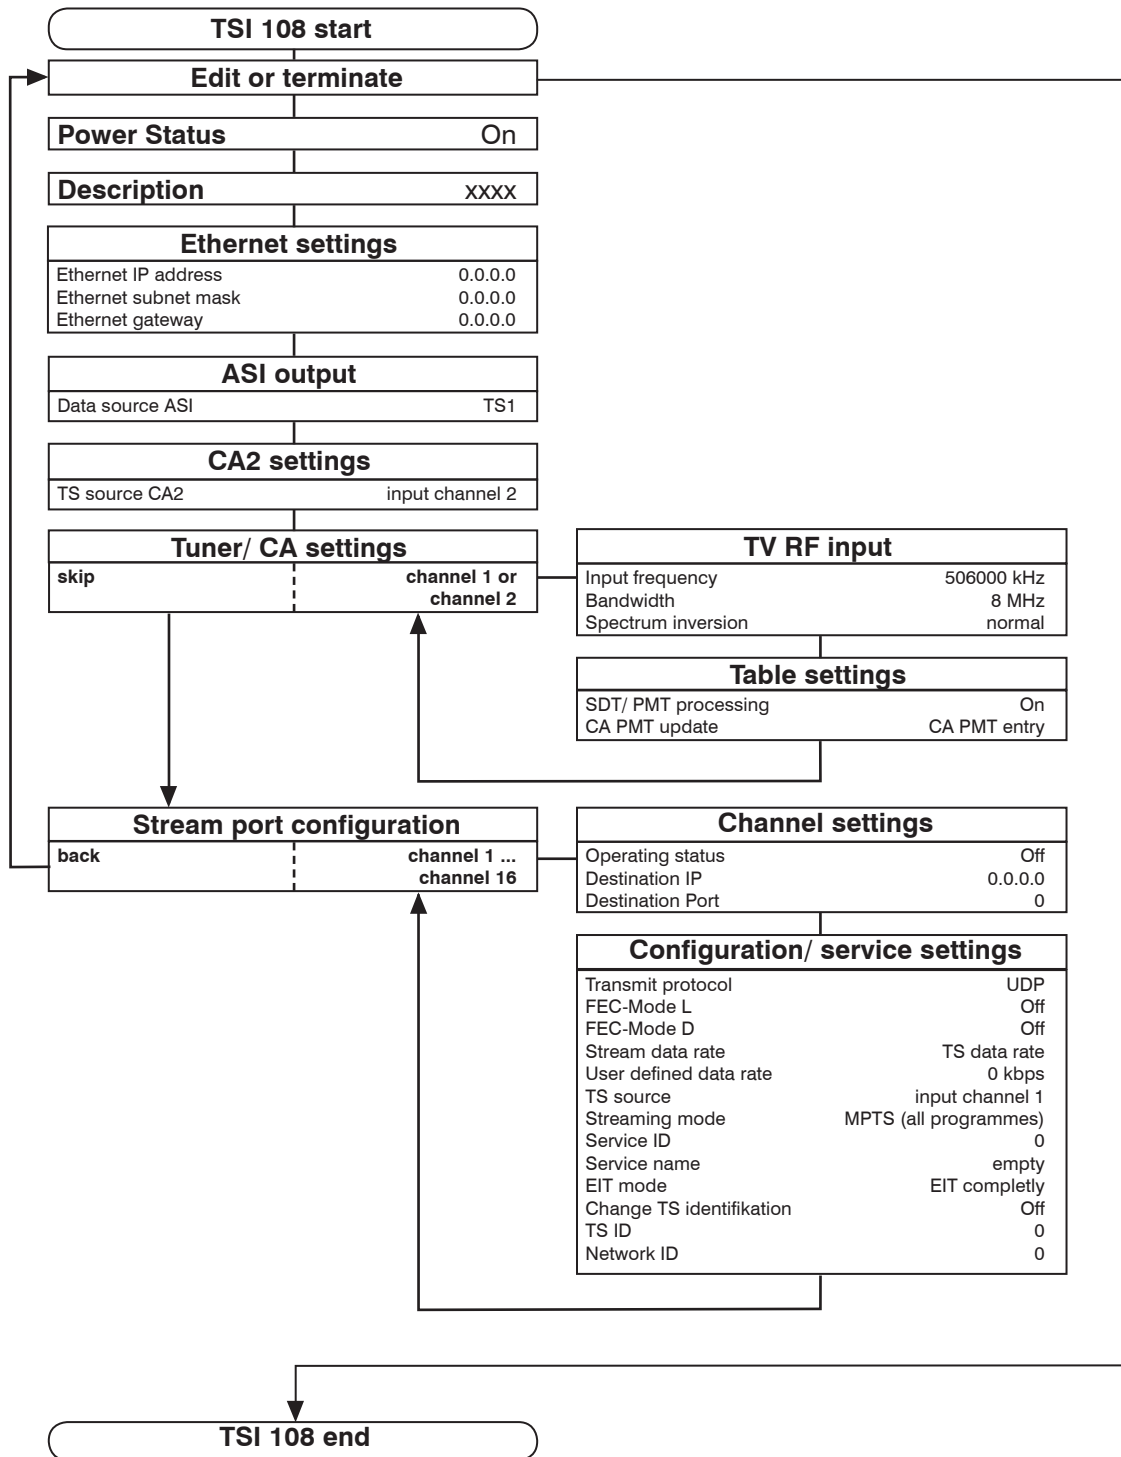 TSI 108 start
Edit or terminate
Power Status On
Description xxxx
Ethernet settings
Ethernet IP address 0.0.0.0
Ethernet subnet mask 0.0.0.0
Ethernet gateway 0.0.0.0
ASI output
Data source ASI TS1
CA2 settings
TS source CA2 input channel 2
Tuner/ CA settings
skip channel 1 or
channel 2
TV RF input
Input frequency 506000 kHz
Bandwidth 8 MHz
Spectrum inversion normal
Table settings
SDT/ PMT processing On
CA PMT update CA PMT entry
Stream port configuration
back channel 1 ...
channel 16
Channel settings
Operating status Off
Destination IP 0.0.0.0
Destination Port 0
Configuration/ service settings
Transmit protocol UDP
FEC-Mode L Off
FEC-Mode D Off
Stream data rate TS data rate
User defined data rate 0 kbps
TS source input channel 1
Streaming mode MPTS (all programmes)
Service ID 0
Service name empty
EIT mode EIT completly
Change TS identifikation Off
TS ID 0
Network ID 0
TSI 108 end